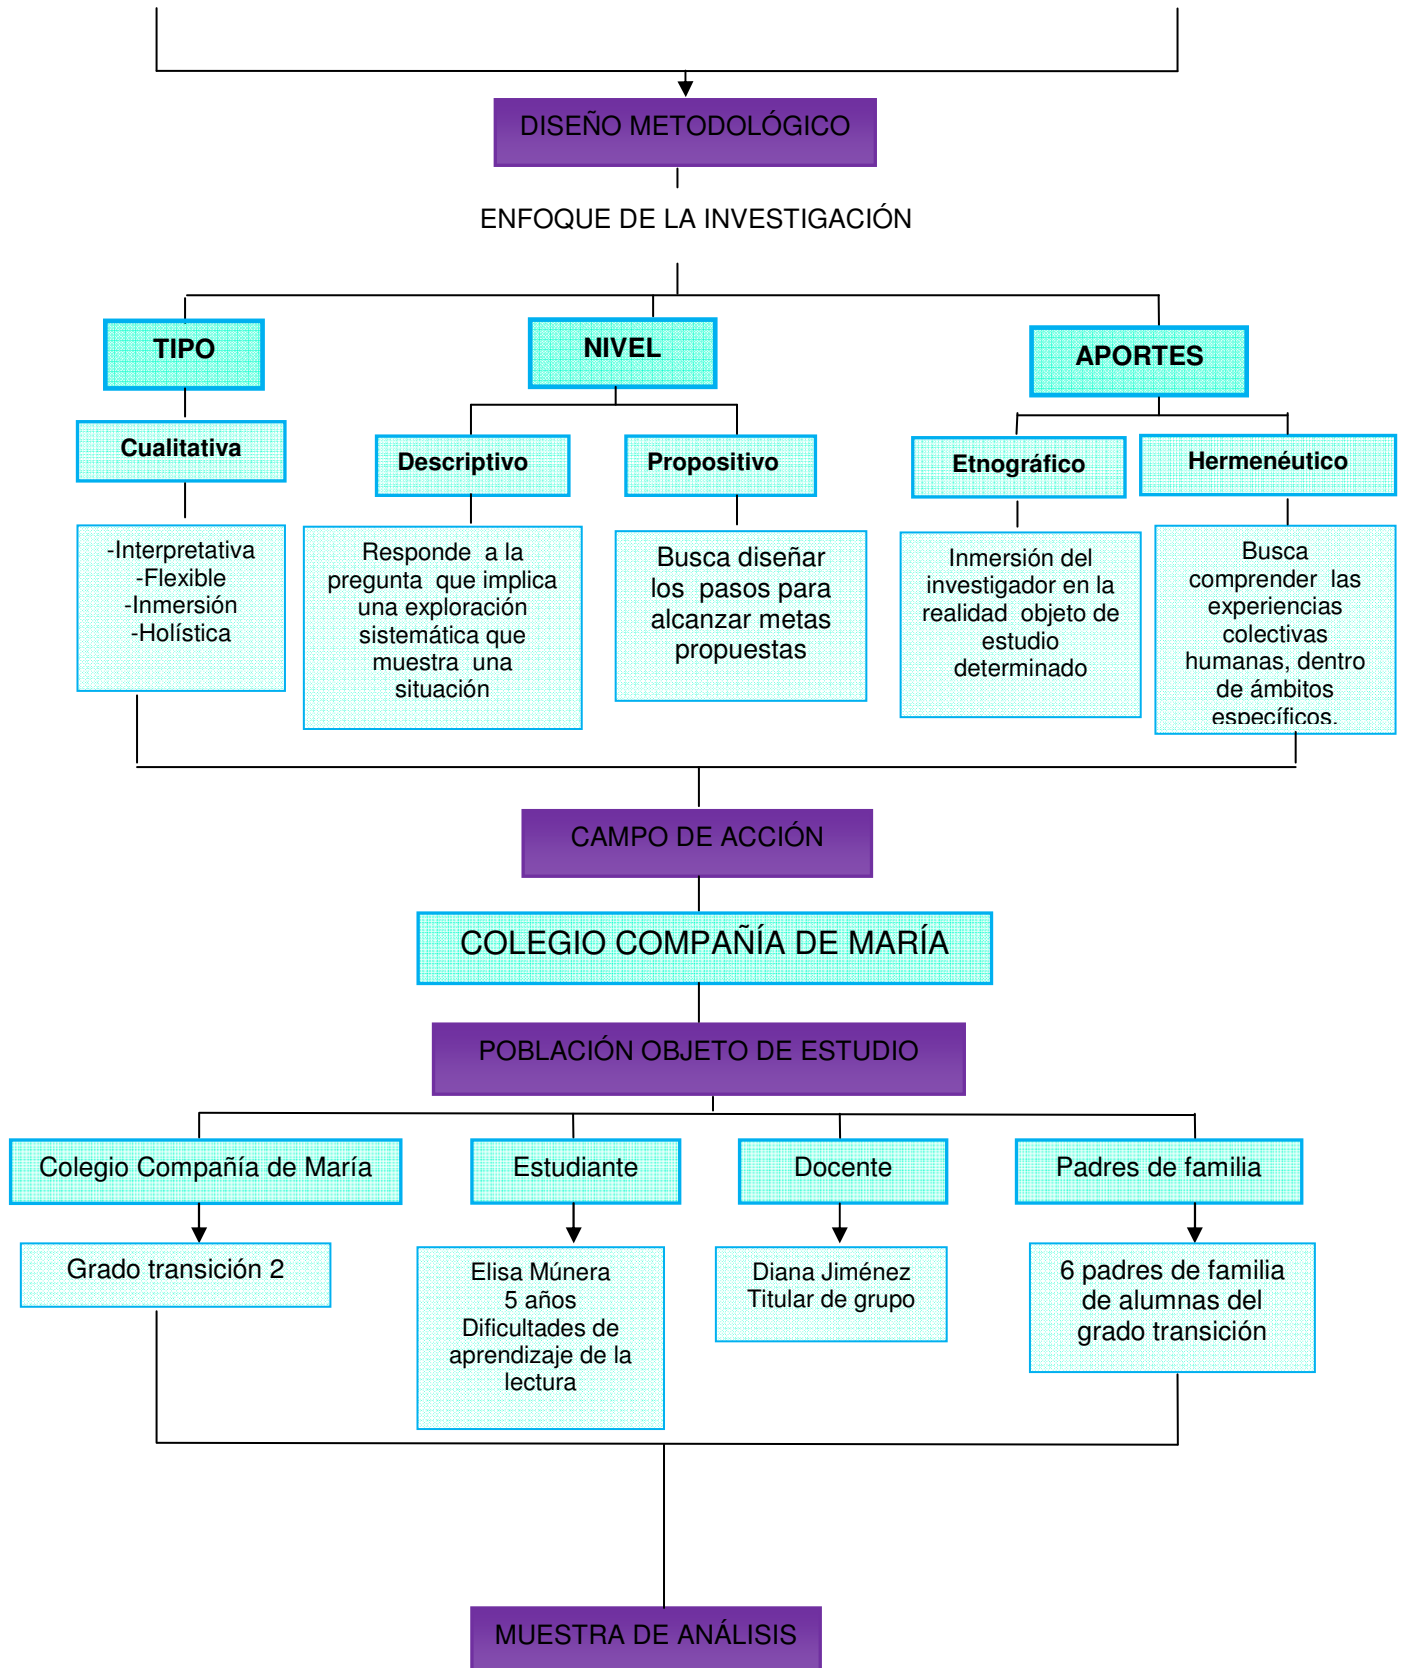 DISEÑO METODOLÓGICO
ENFOQUE DE LA INVESTIGACIÓN
TIPO
NIVEL
APORTES
Cualitativa
Descriptivo
Propositivo
Etnográfico
Hermenéutico
-Interpretativa
-Flexible
-Inmersión
-Holística
Responde a la
pregunta que implica
una exploración
sistemática que
muestra una
situación
Busca diseñar
los pasos para
alcanzar metas
propuestas
Inmersión del
investigador en la
realidad objeto de
estudio
determinado
Busca
comprender las
experiencias
colectivas
humanas, dentro
de ámbitos
específicos.
CAMPO DE ACCIÓN
COLEGIO COMPAÑÍA DE MARÍA
POBLACIÓN OBJETO DE ESTUDIO
Colegio Compañía de María
Estudiante
Docente
Padres de familia
Grado transición 2
Elisa Múnera
5 años
Dificultades de
aprendizaje de la
lectura
Diana Jiménez
Titular de grupo
6 padres de familia
de alumnas del
grado transición
MUESTRA DE ANÁLISIS